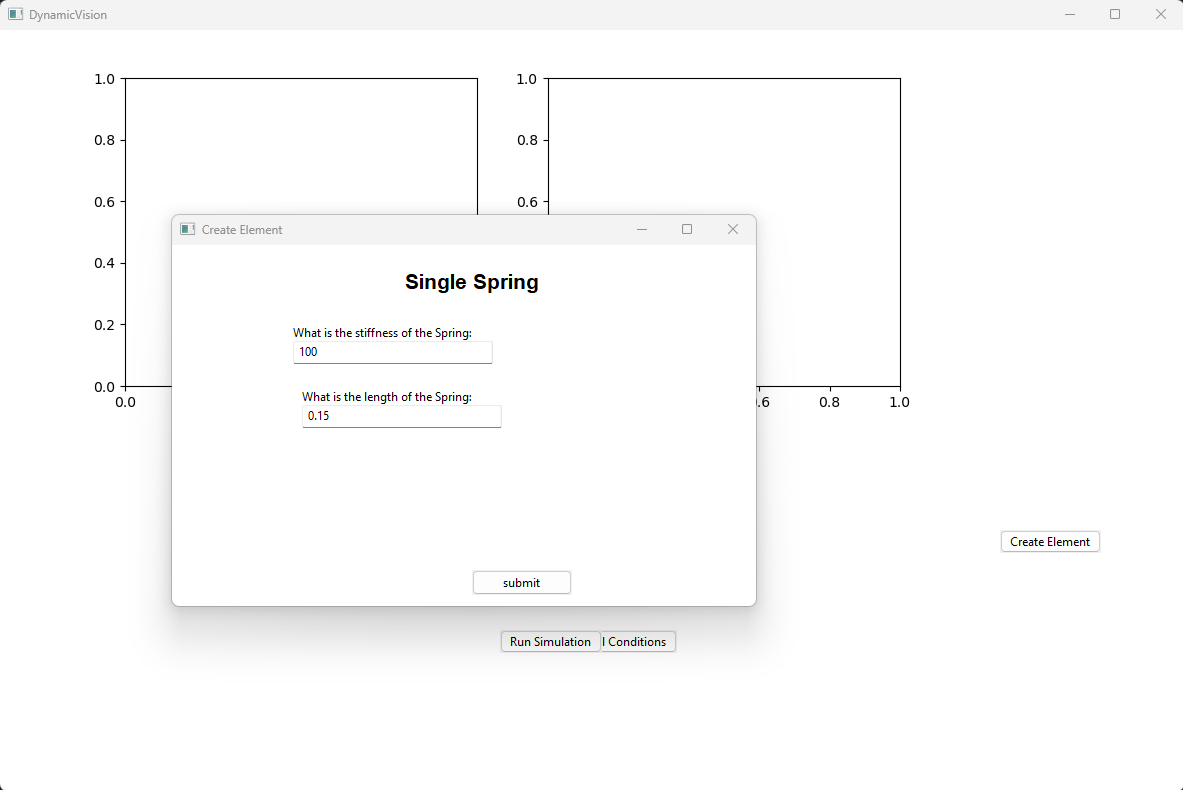 DynamicVision
1.0
0.8
0.6
0.4
0.2
0.0
0.0
1.0
0.8
0.6
0.8
1.0
Create Element
Single Spring
What is the stiffness of the Spring:
100
What is the length of the Spring:
0.15
submit
Create Element
Run Simulation
Conditions